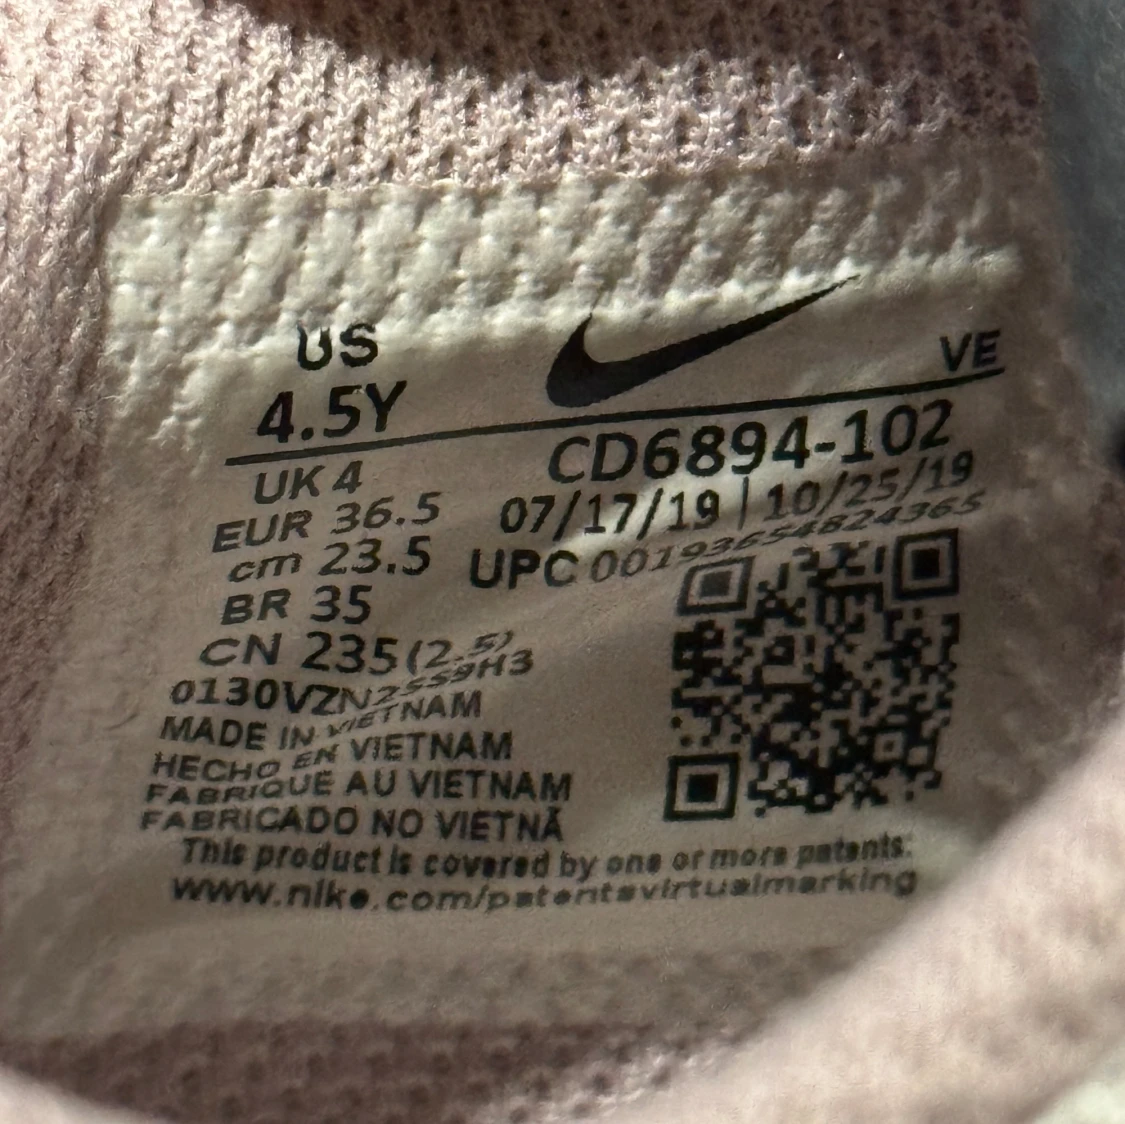 US
4.5Y
VE
UK 4
CD6894-102
EUR 36.5
07/17/19 | 10/25/19
cm 23.5
UPC 00193654824365
BR 35
CN 235(2.5)
0130VZN2SS9H3
MADE IN VIETNAM
HECHO EN VIETNAM
FABRIQUE AU VIETNAM
FABRICADO NO VIETNÃ
This product is covered by one or more patents:
www.nike.com/patentsvirtualmarking